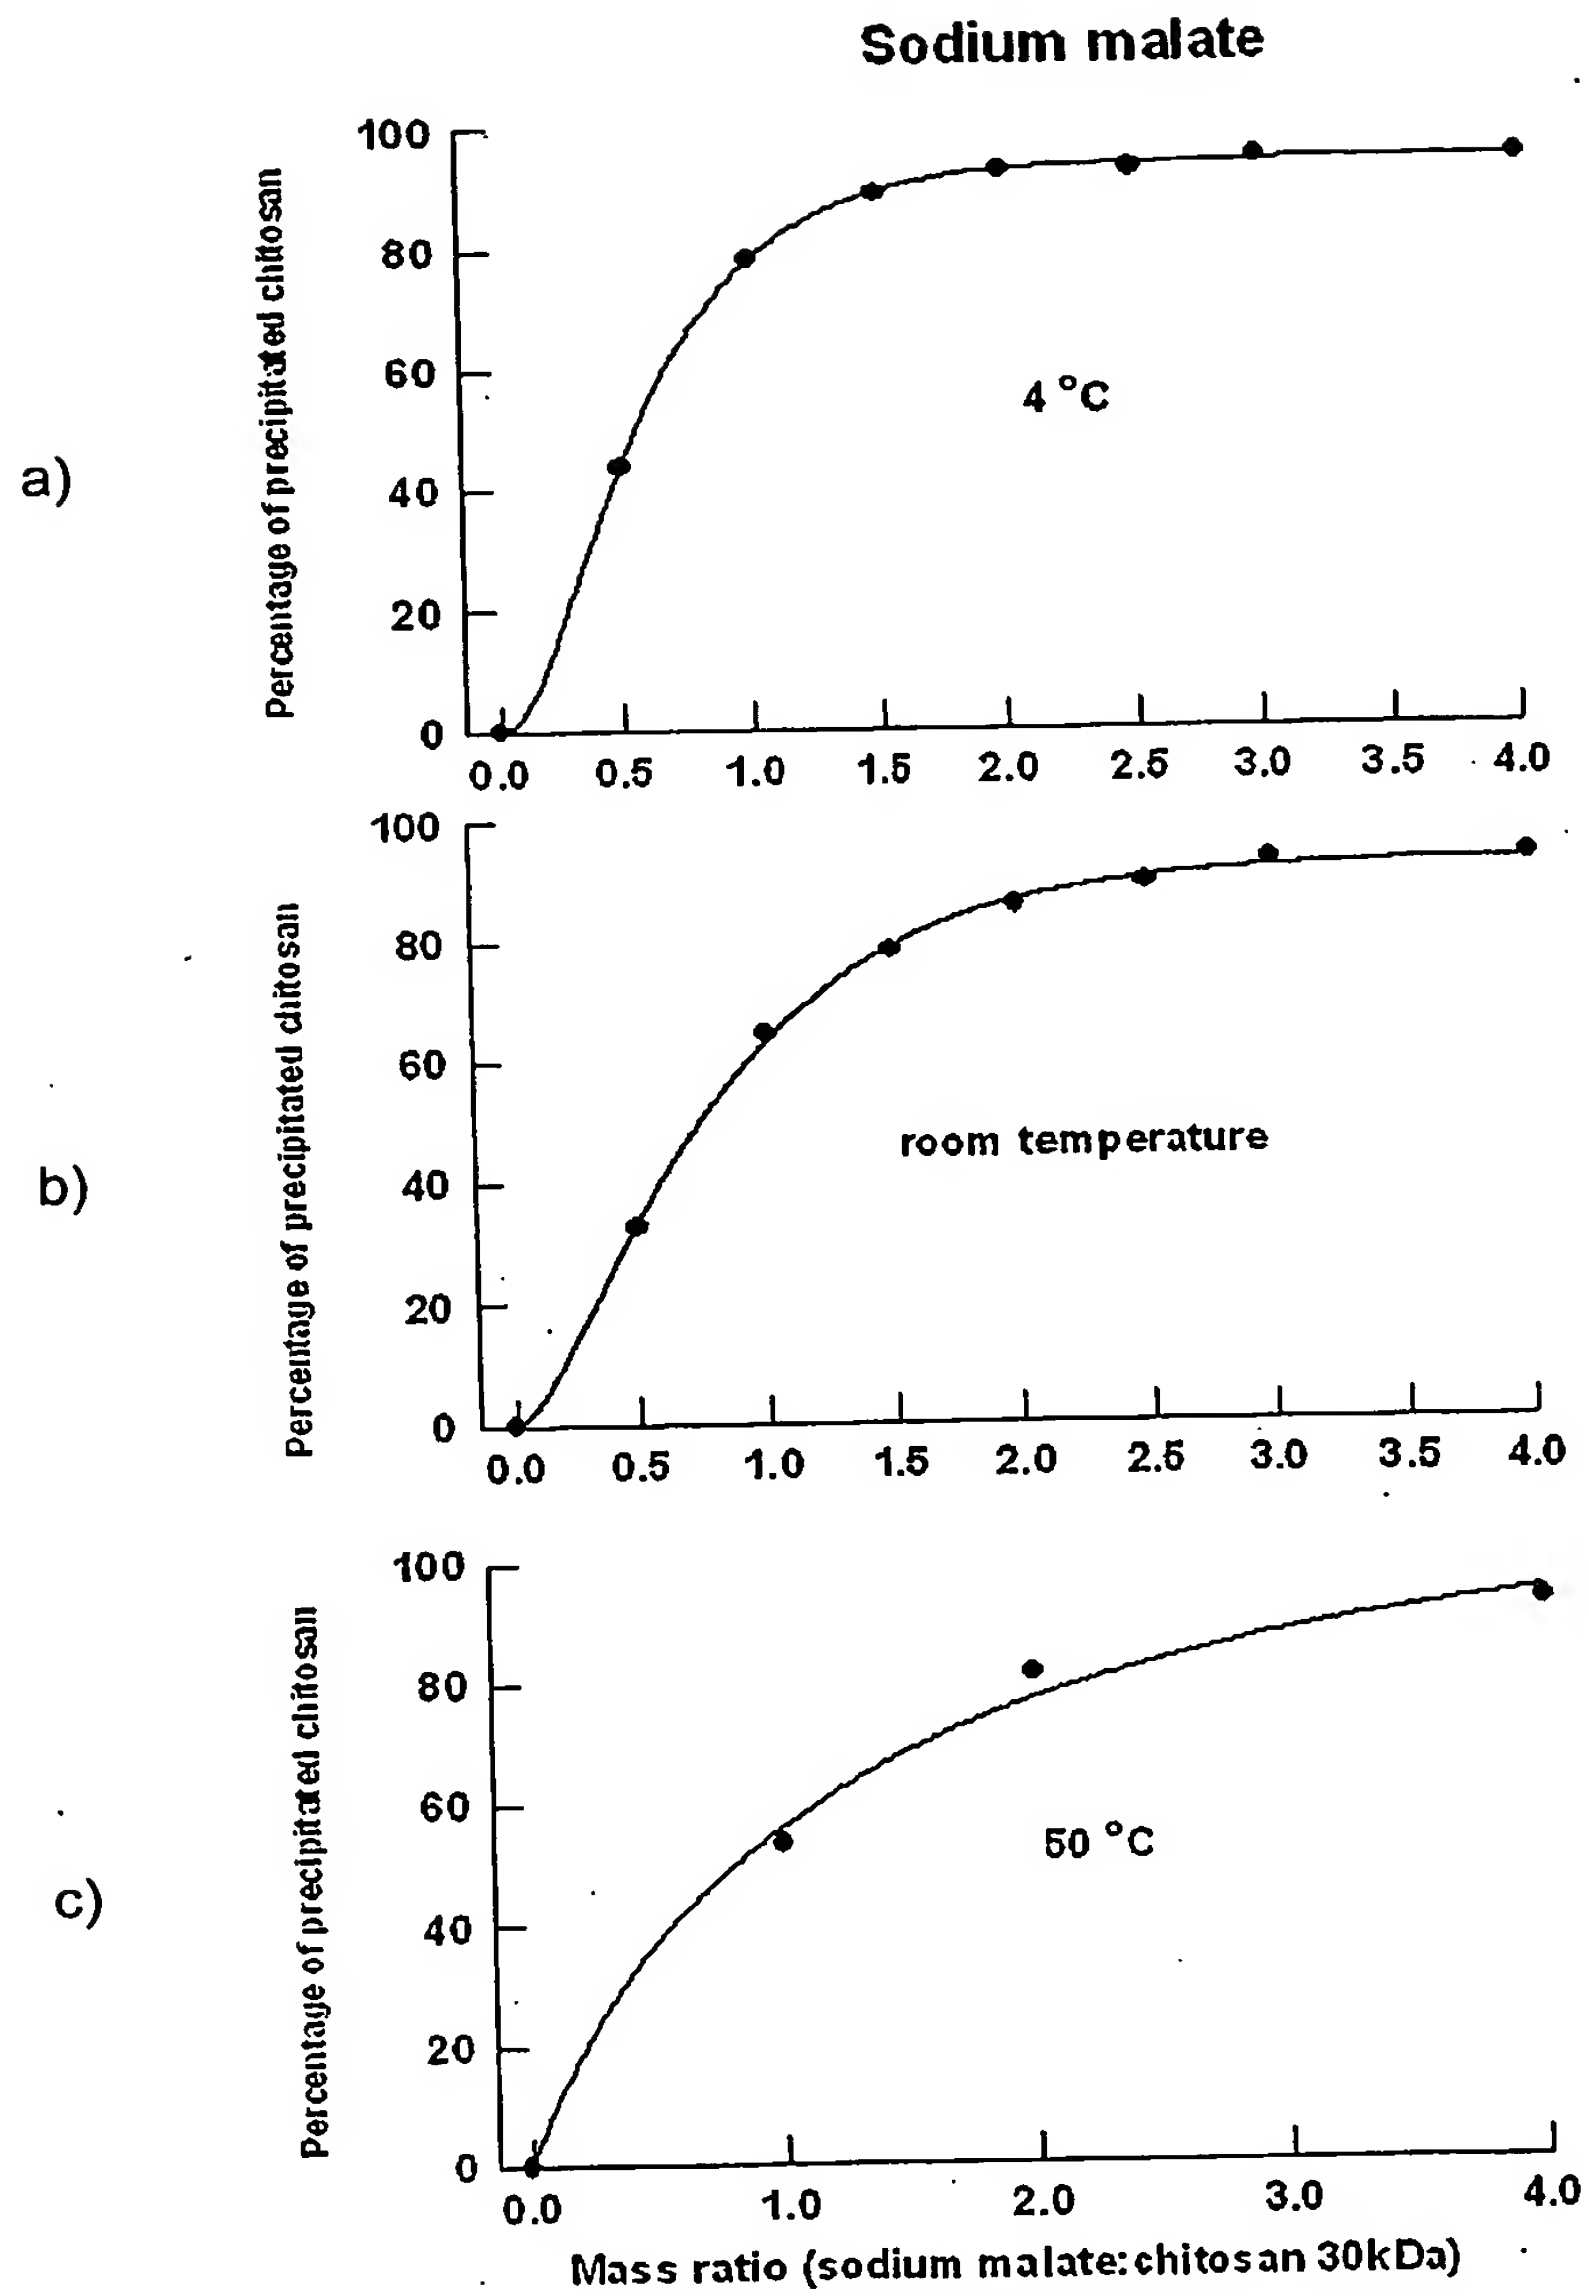 Sodium malate
a)
Percentage of precipitated chitosan
100
80
60
40
20
0
4 °C
0.0 0.5 1.0 1.5 2.0 2.5 3.0 3.5 4.0
b)
Percentage of precipitated chitosan
100
80
60
40
20
0
room temperature
0.0 0.5 1.0 1.5 2.0 2.5 3.0 3.5 4.0
c)
Percentage of precipitated chitosan
100
80
60
40
20
0
50 °C
0.0 1.0 2.0 3.0 4.0
Mass ratio (sodium malate:chitosan 30kDa)